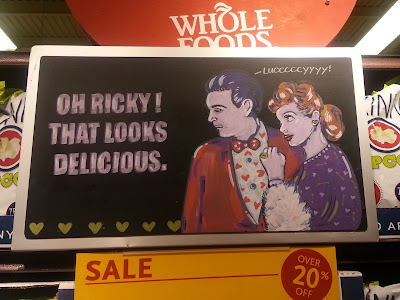 WHOLE
FOODS
- LUCCCCCYYYY!
OH RICKY!
THAT LOOKS
DELICIOUS.
SALE
OVER
20%
OFF